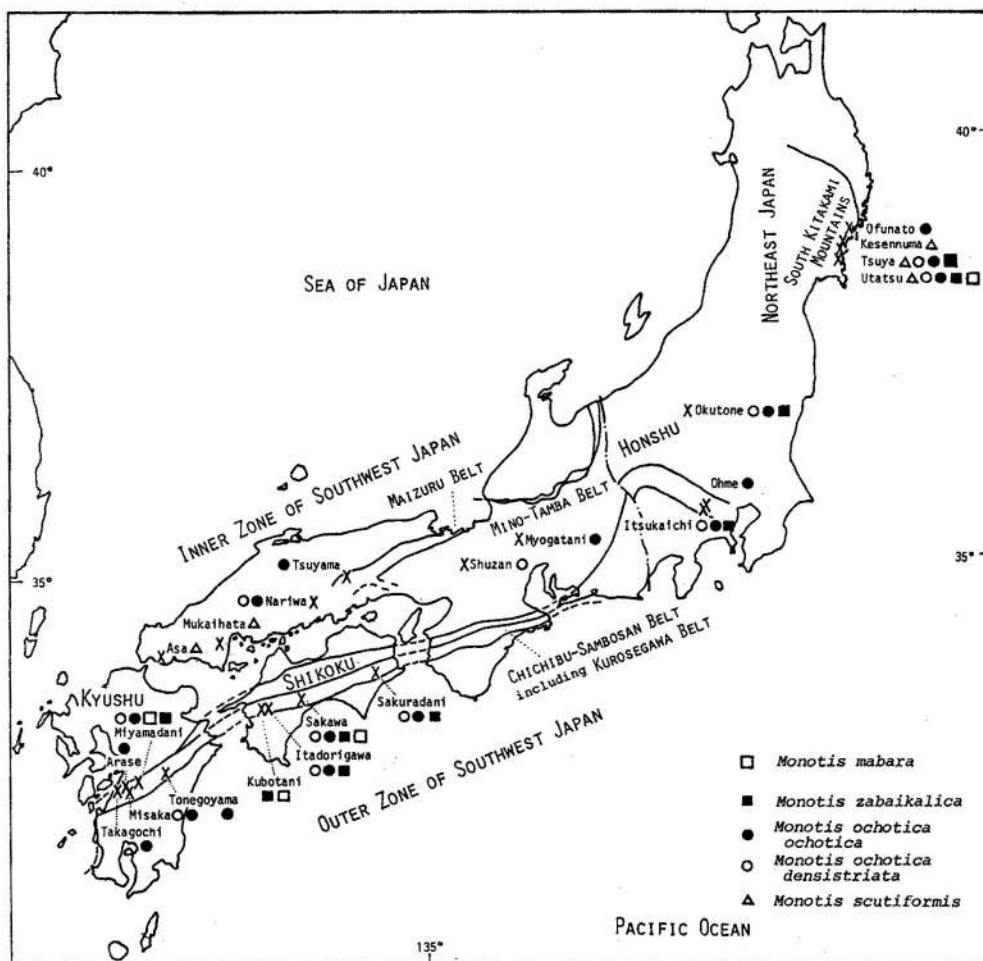 40°
40°
SEA OF JAPAN
NORTHEAST JAPAN
SOUTH KITAKAMI
MOUNTAINS
Ofunato
Kesennuma
Tsuya
Utatsu
Okutone
HONSHU
INNER ZONE OF SOUTHWEST JAPAN
MAIZURU BELT
MINO-TAMBA BELT
Ohme
Itsukaichi
Myogatani
Shuzan
Tsuyama
35°
35°
Nariwa
Mukaihata
Asa
CHICHIBU-SAMBOSAN BELT
including KUROSEGAWA BELT
SHIKOKU
KYUSHU
Sakuradani
Sakawa
Itadorigawa
Kubotani
Miyamadani
Arase
Tonegoyama
Misaka
Takagochi
OUTER ZONE OF SOUTHWEST JAPAN
Monotis mabara
Monotis zabaikalica
Monotis ochotica
ochotica
Monotis ochotica
densistriata
Monotis scutiformis
PACIFIC OCEAN
135°